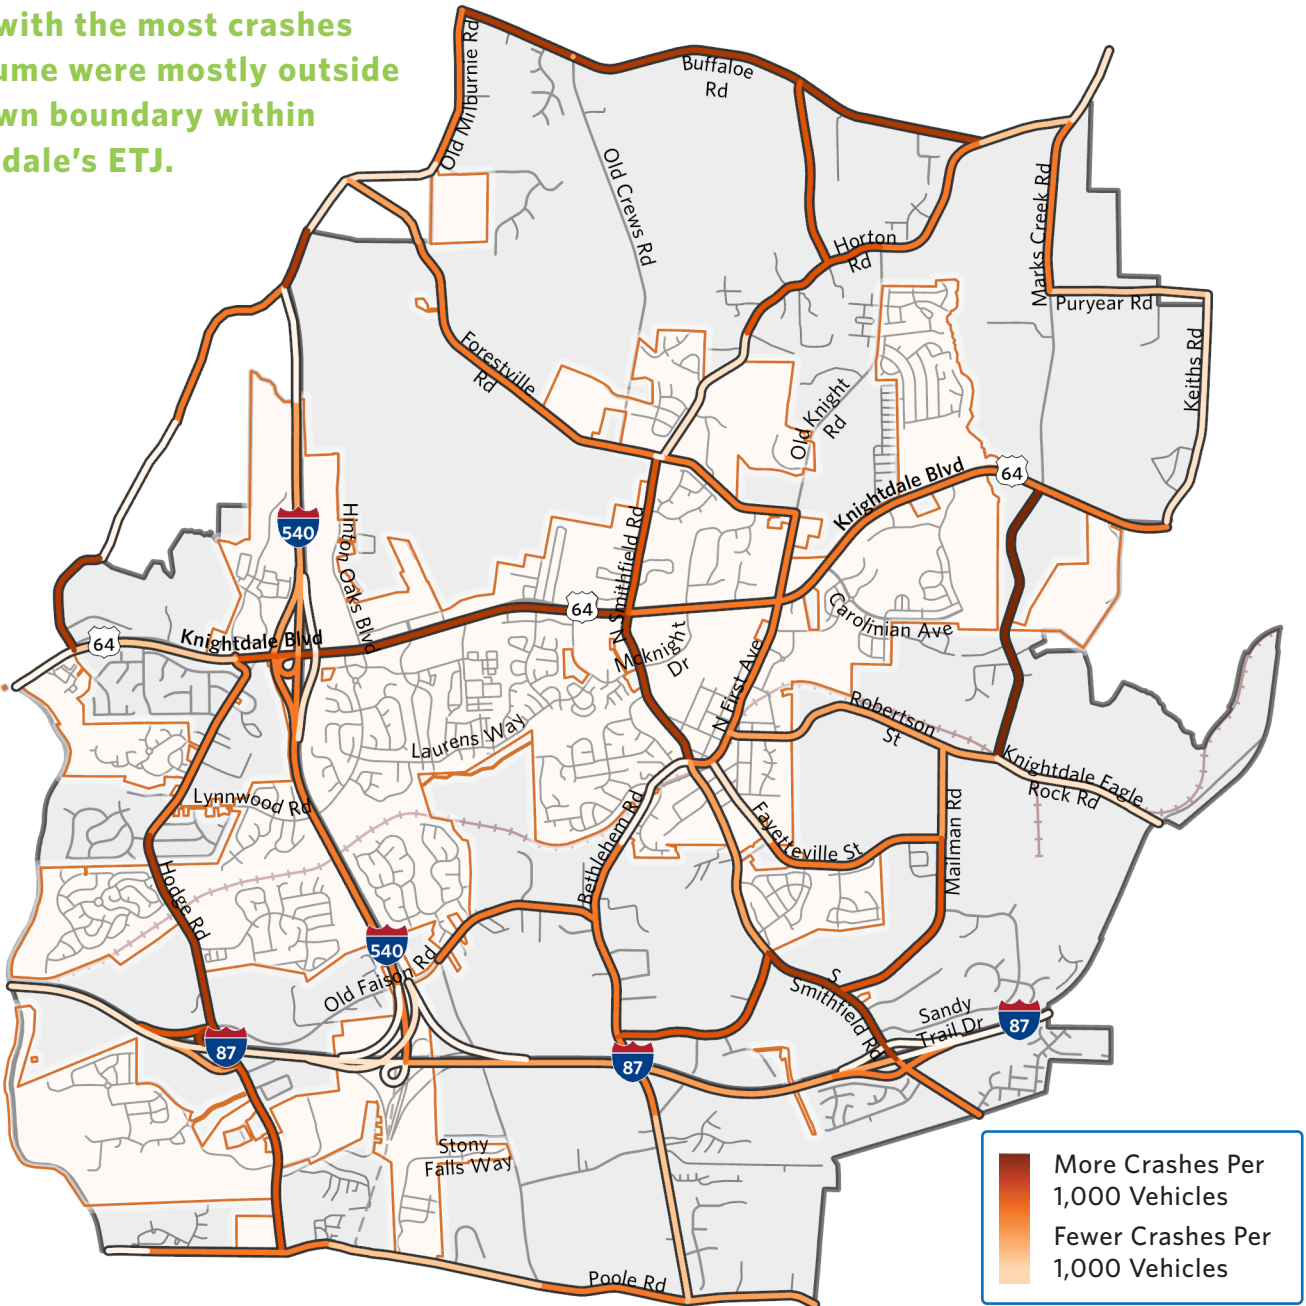 with the most crashes
ume were mostly outside
wn boundary within
dale's ETJ.
Old Milburnie Rd
Buffaloe
Rd
Old Crews Rd
Horton
Rd
Marks Creek Rd
Puryear Rd
Keiths Rd
Forestville
Rd
Old Knight
Rd
Knightdale Blvd
64
540
Hinton Oaks Blvd
N Smithfield Rd
64
Carolinian Ave
64
Knightdale Blvd
Mcknight
Dr
N First Ave
Laurens Way
Robertson
St
Knightdale Eagle
Rock Rd
Lynnwood Rd
Bethlehem Rd
Fayetteville St
Mailman Rd
Hodge Rd
540
Old Faison Rd
S
Smithfield Rd
Sandy
Trail Dr
87
87
87
Stony
Falls Way
Poole Rd
More Crashes Per
1,000 Vehicles
Fewer Crashes Per
1,000 Vehicles